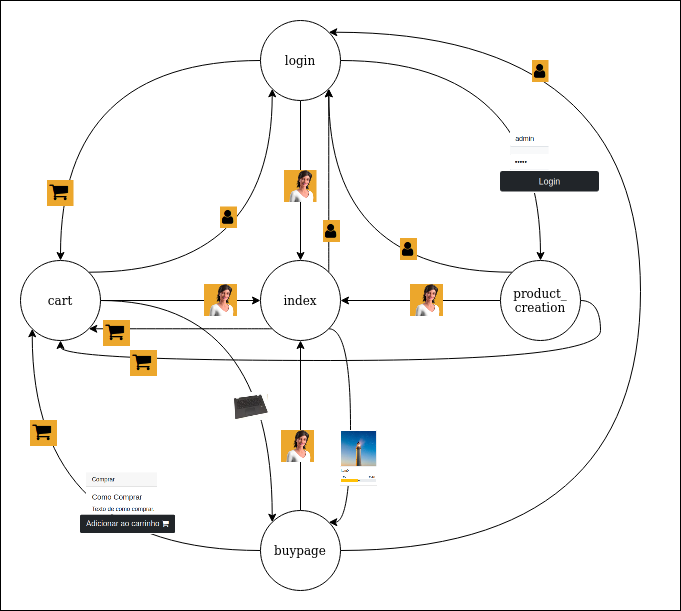 login
admin
•••••
Login
cart
index
product_
creation
Comprar
Como Comprar
Texto de como comprar.
Adicionar ao carrinho
buypage